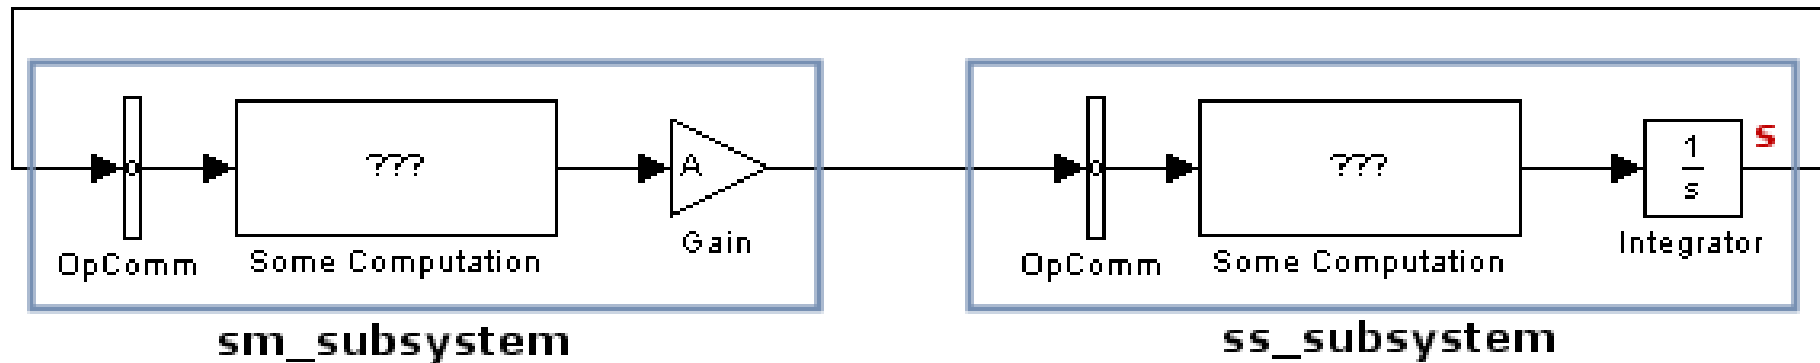 ???
A
OpComm
Some Computation
Gain
sm_subsystem
???
1
s
s
OpComm
Some Computation
Integrator
ss_subsystem